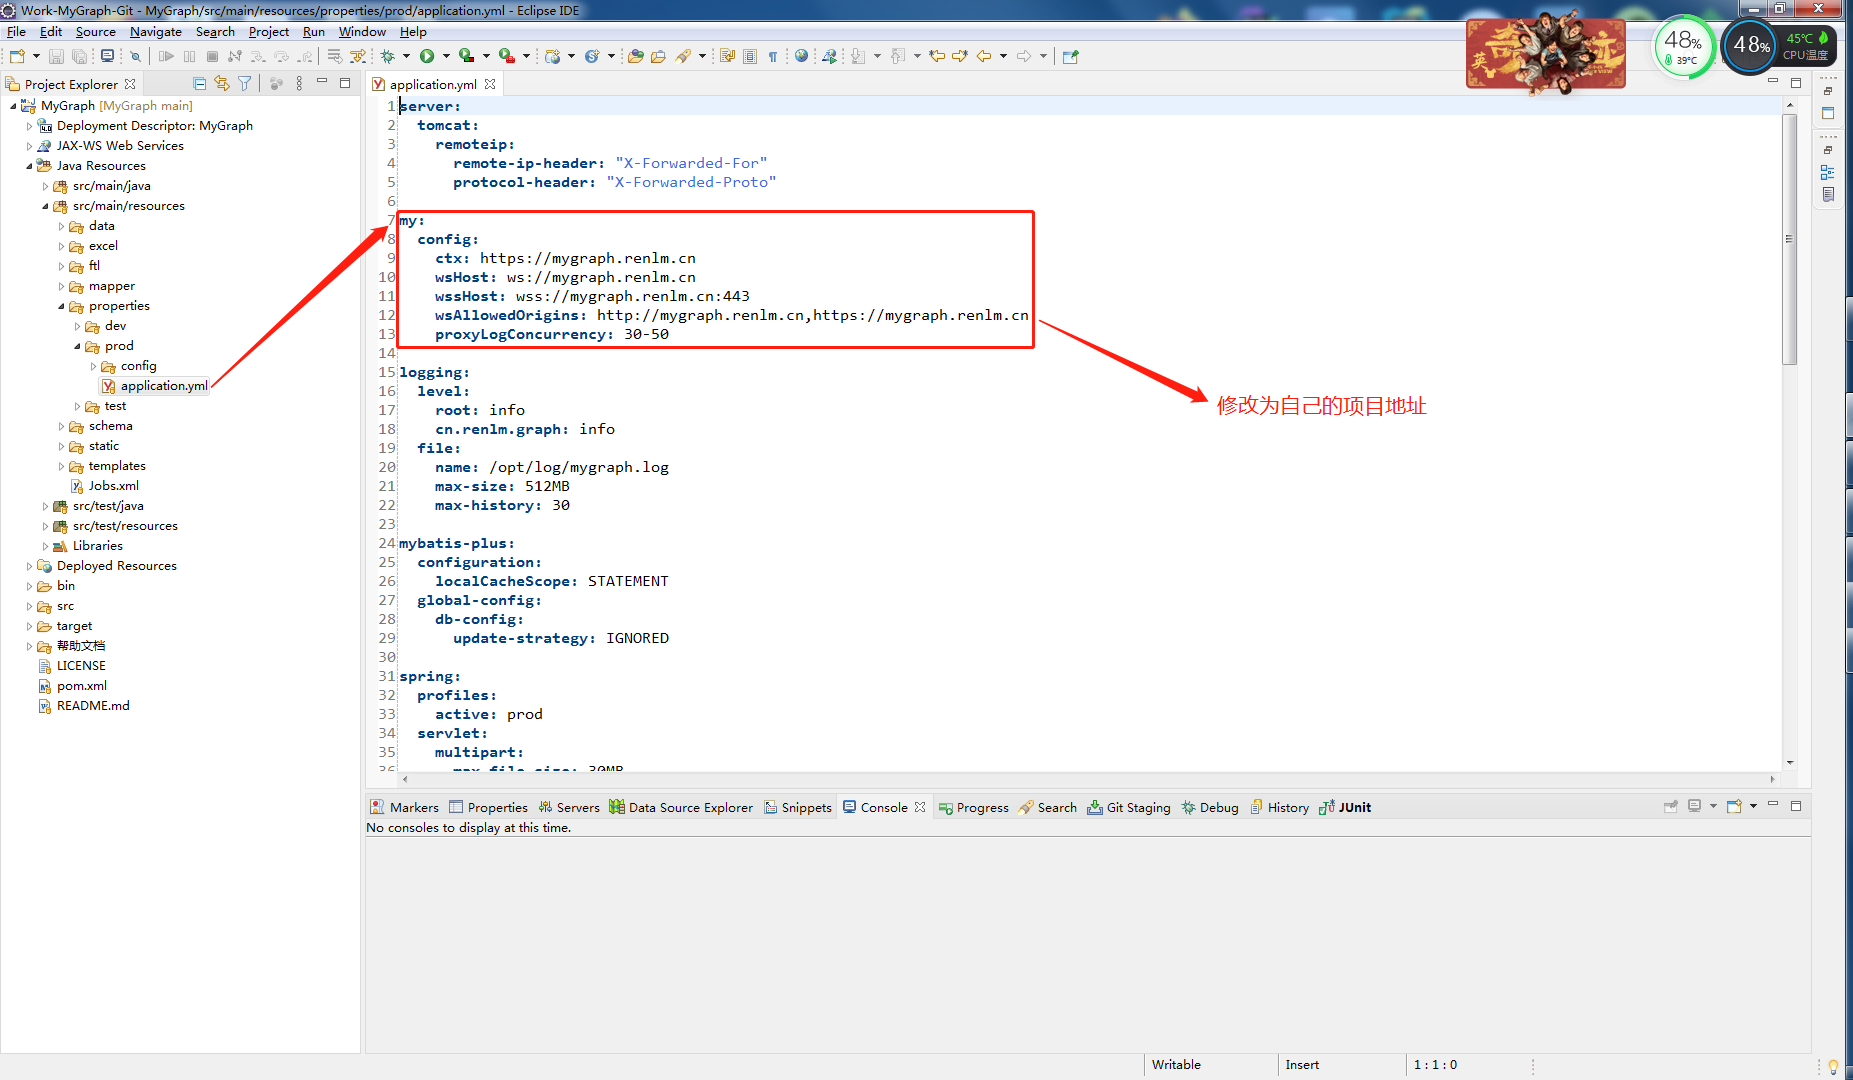 Work-MyGraph-Git - MyGraph/src/main/resources/properties/prod/application.yml - Eclipse IDE
File Edit Source Navigate Search Project Run Window Help
48% 39°C
48% 45℃ CPU温度
Project Explorer
application.yml
MyGraph [MyGraph main]
Deployment Descriptor: MyGraph
JAX-WS Web Services
Java Resources
src/main/java
src/main/resources
data
excel
ftl
mapper
properties
dev
prod
config
application.yml
test
schema
static
templates
Jobs.xml
src/test/java
src/test/resources
Libraries
Deployed Resources
bin
src
target
帮助文档
LICENSE
pom.xml
README.md
1 server:
2 tomcat:
3 remoteip:
4 remote-ip-header: "X-Forwarded-For"
5 protocol-header: "X-Forwarded-Proto"
6
7 my:
8 config:
9 ctx: https://mygraph.renlm.cn
10 wsHost: ws://mygraph.renlm.cn
11 wssHost: wss://mygraph.renlm.cn:443
12 wsAllowedOrigins: http://mygraph.renlm.cn,https://mygraph.renlm.cn
13 proxyLogConcurrency: 30-50
14
修改为自己的项目地址
15 logging:
16 level:
17 root: info
18 cn.renlm.graph: info
19 file:
20 name: /opt/log/mygraph.log
21 max-size: 512MB
22 max-history: 30
23
24 mybatis-plus:
25 configuration:
26 localCacheScope: STATEMENT
27 global-config:
28 db-config:
29 update-strategy: IGNORED
30
31 spring:
32 profiles:
33 active: prod
34 servlet:
35 multipart:
36 max-file-size: 30MB
Markers Properties Servers Data Source Explorer Snippets Console Progress Search Git Staging Debug History JUnit
No consoles to display at this time.
Writable Insert 1 : 1 : 0